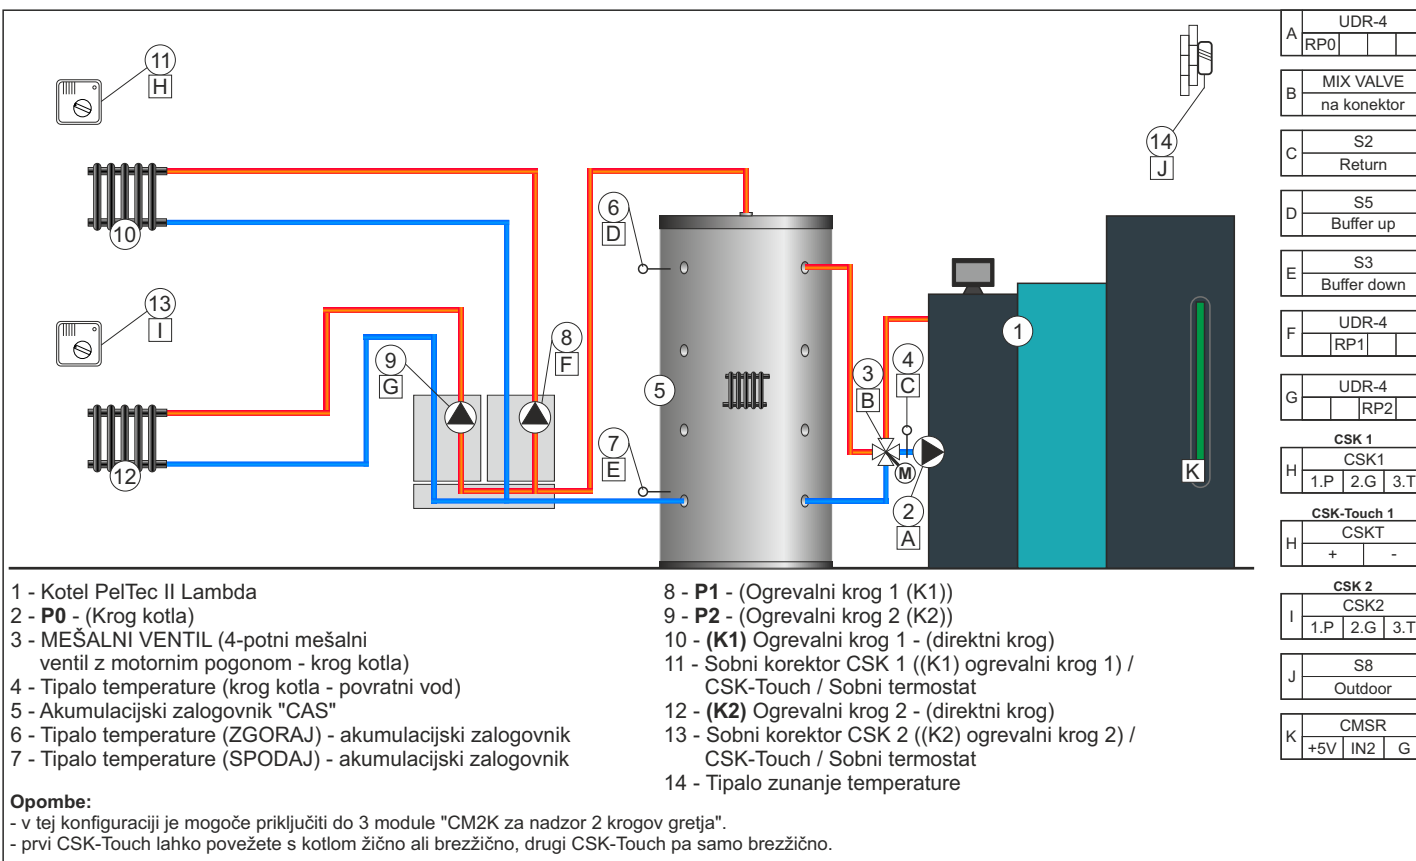 11
H
10
13
I
12
9
G
8
F
6
D
7
E
5
3
B
4
C
M
2
A
1
14
J
K
1 - Kotel PelTec II Lambda
2 - P0 - (Krog kotla)
3 - MEŠALNI VENTIL (4-potni mešalni
ventil z motornim pogonom - krog kotla)
4 - Tipalo temperature (krog kotla - povratni vod)
5 - Akumulacijski zalogovnik "CAS"
6 - Tipalo temperature (ZGORAJ) - akumulacijski zalogovnik
7 - Tipalo temperature (SPODAJ) - akumulacijski zalogovnik
8 - P1 - (Ogrevalni krog 1 (K1))
9 - P2 - (Ogrevalni krog 2 (K2))
10 - (K1) Ogrevalni krog 1 - (direktni krog)
11 - Sobni korektor CSK 1 ((K1) ogrevalni krog 1) /
CSK-Touch / Sobni termostat
12 - (K2) Ogrevalni krog 2 - (direktni krog)
13 - Sobni korektor CSK 2 ((K2) ogrevalni krog 2) /
CSK-Touch / Sobni termostat
14 - Tipalo zunanje temperature
Opombe:
- v tej konfiguraciji je mogoče priključiti do 3 module "CM2K za nadzor 2 krogov gretja".
- prvi CSK-Touch lahko povežete s kotlom žično ali brezžično, drugi CSK-Touch pa samo brezžično.
A
UDR-4
RP0
B
MIX VALVE
na konektor
C
S2
Return
D
S5
Buffer up
E
S3
Buffer down
F
UDR-4
RP1
G
UDR-4
RP2
CSK 1
H
CSK1
1.P 2.G 3.T
CSK-Touch 1
H
CSKT
+ -
CSK 2
I
CSK2
1.P 2.G 3.T
J
S8
Outdoor
K
CMSR
+5V IN2 G